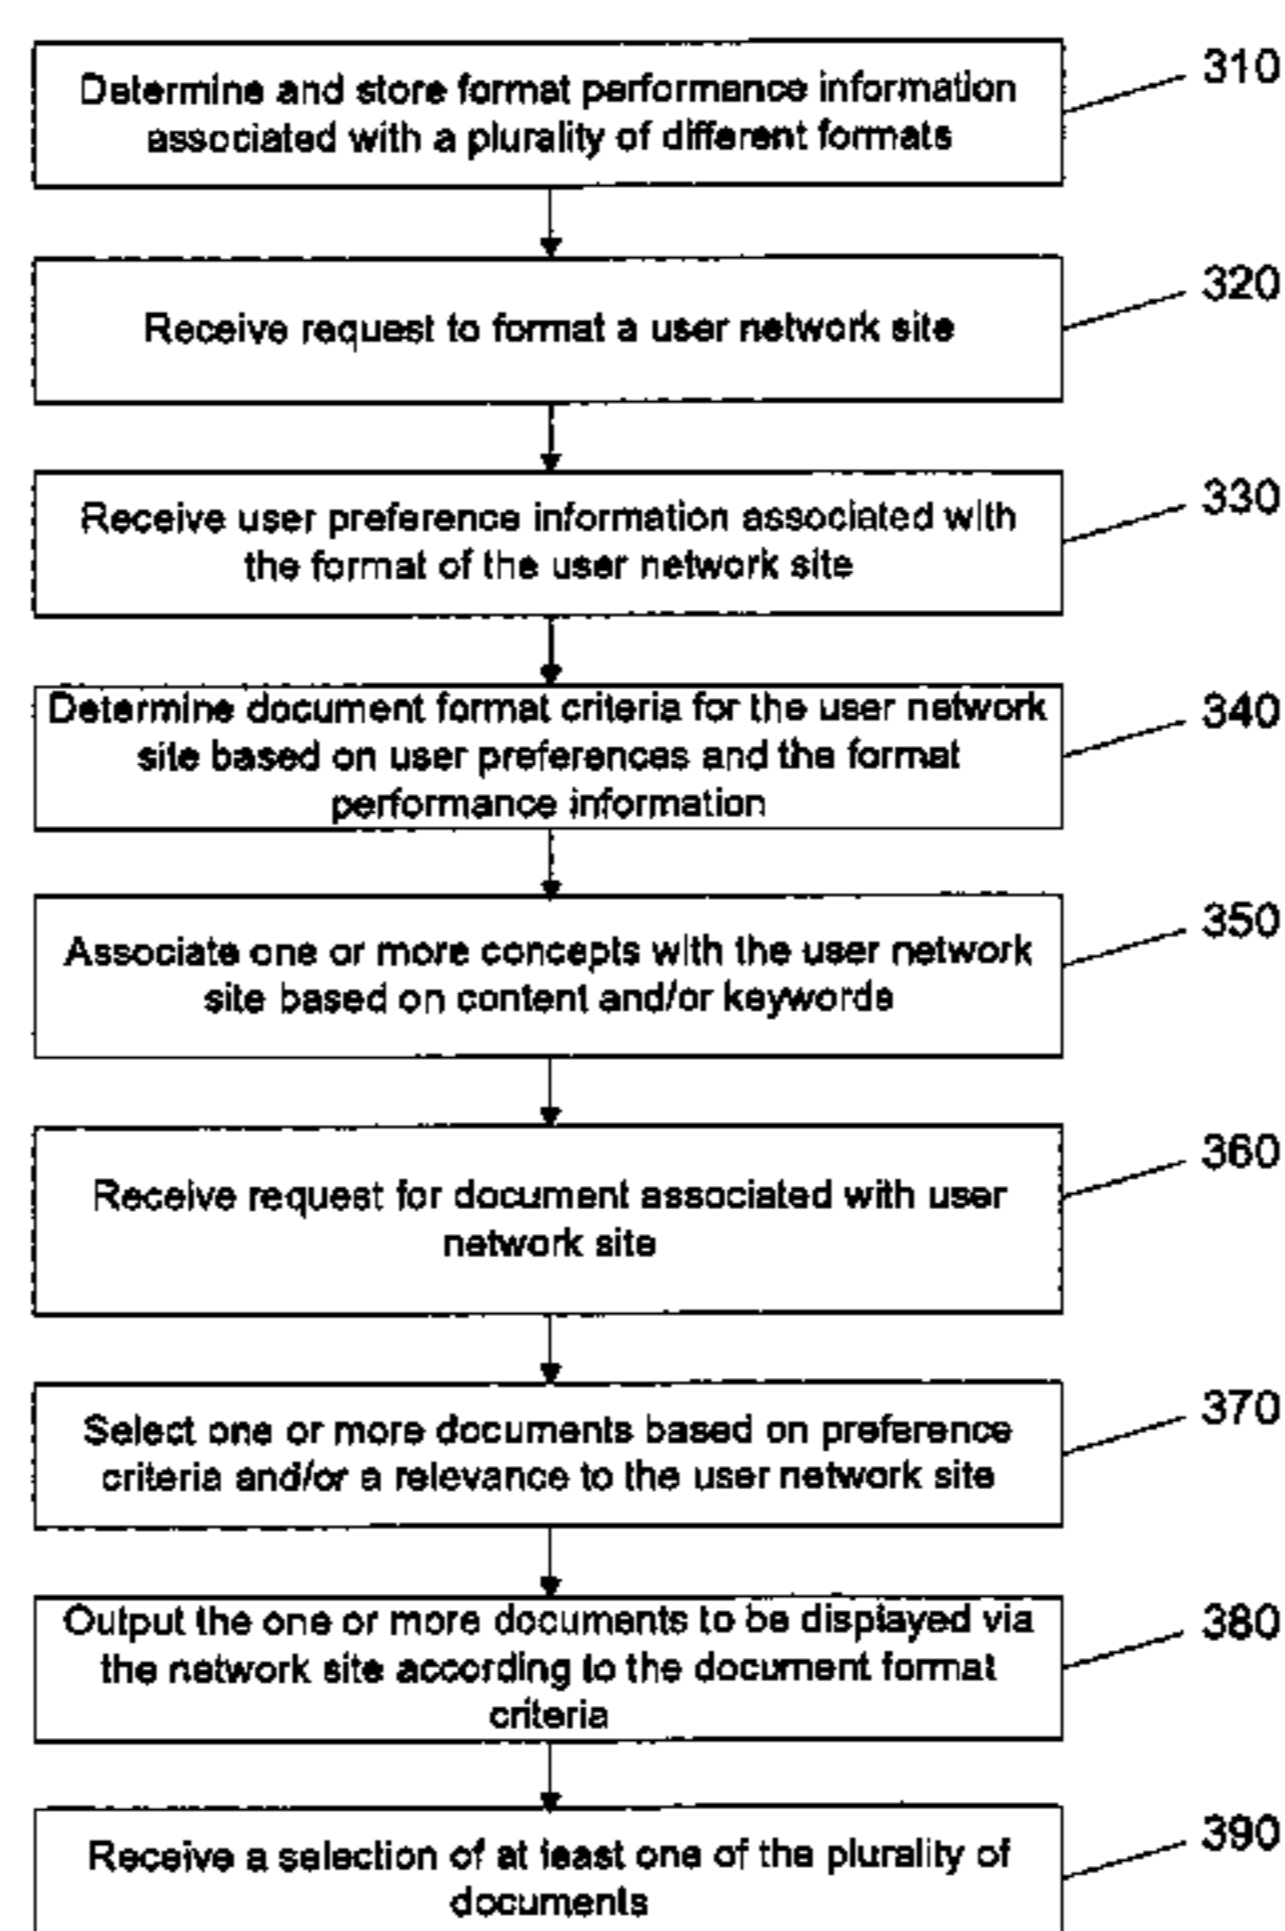 Determine and store format performance information
associated with a plurality of different formats
310
Receive request to format a user network site
320
Receive user preference information associated with
the format of the user network site
330
Determine document format criteria for the user network
site based on user preferences and the format
performance information
340
Associate one or more concepts with the user network
site based on content and/or keywords
350
Receive request for document associated with user
network site
360
Select one or more documents based on preference
criteria and/or a relevance to the user network site
370
Output the one or more documents to be displayed via
the network site according to the document format
criteria
380
Receive a selection of at least one of the plurality of
documents
390